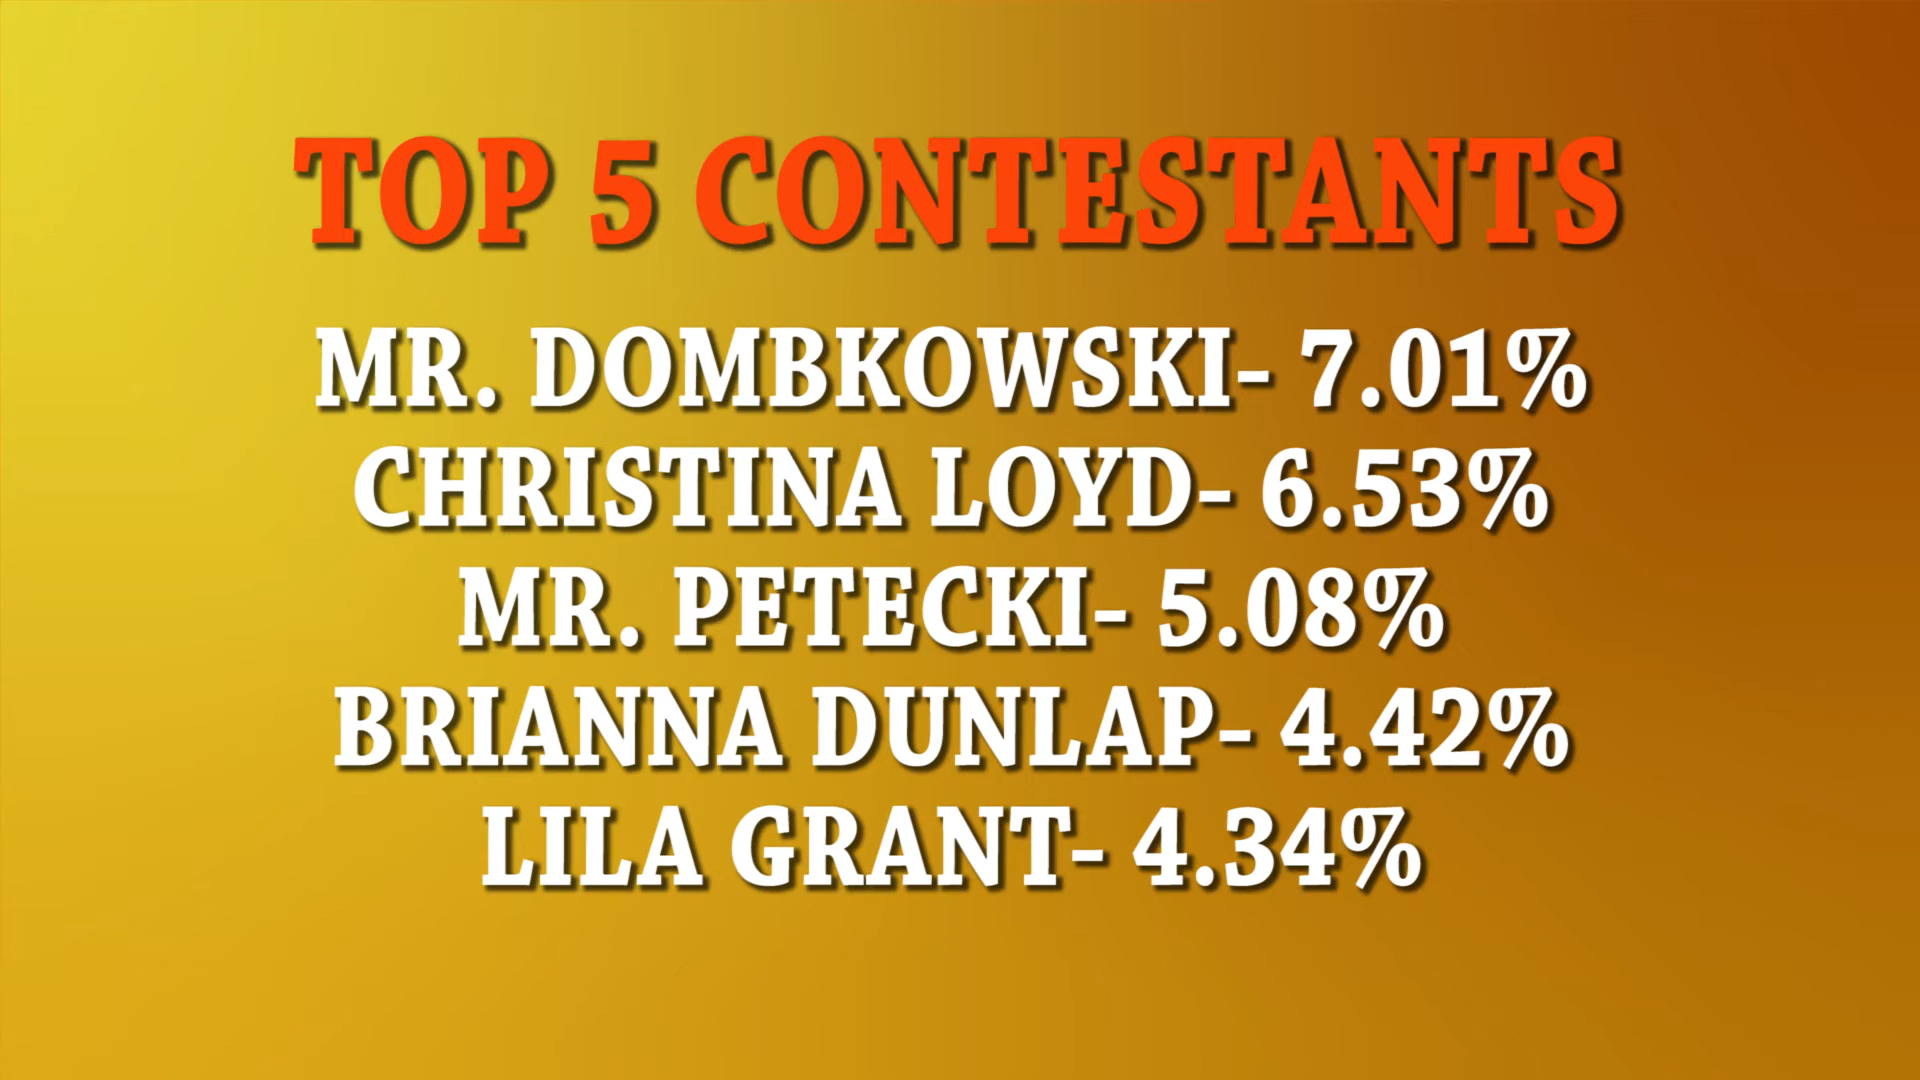 TOP 5 CONTESTANTS
MR. DOMBKOWSKI- 7.01%
CHRISTINA LOYD- 6.53%
MR. PETECKI- 5.08%
BRIANNA DUNLAP- 4.42%
LILA GRANT- 4.34%